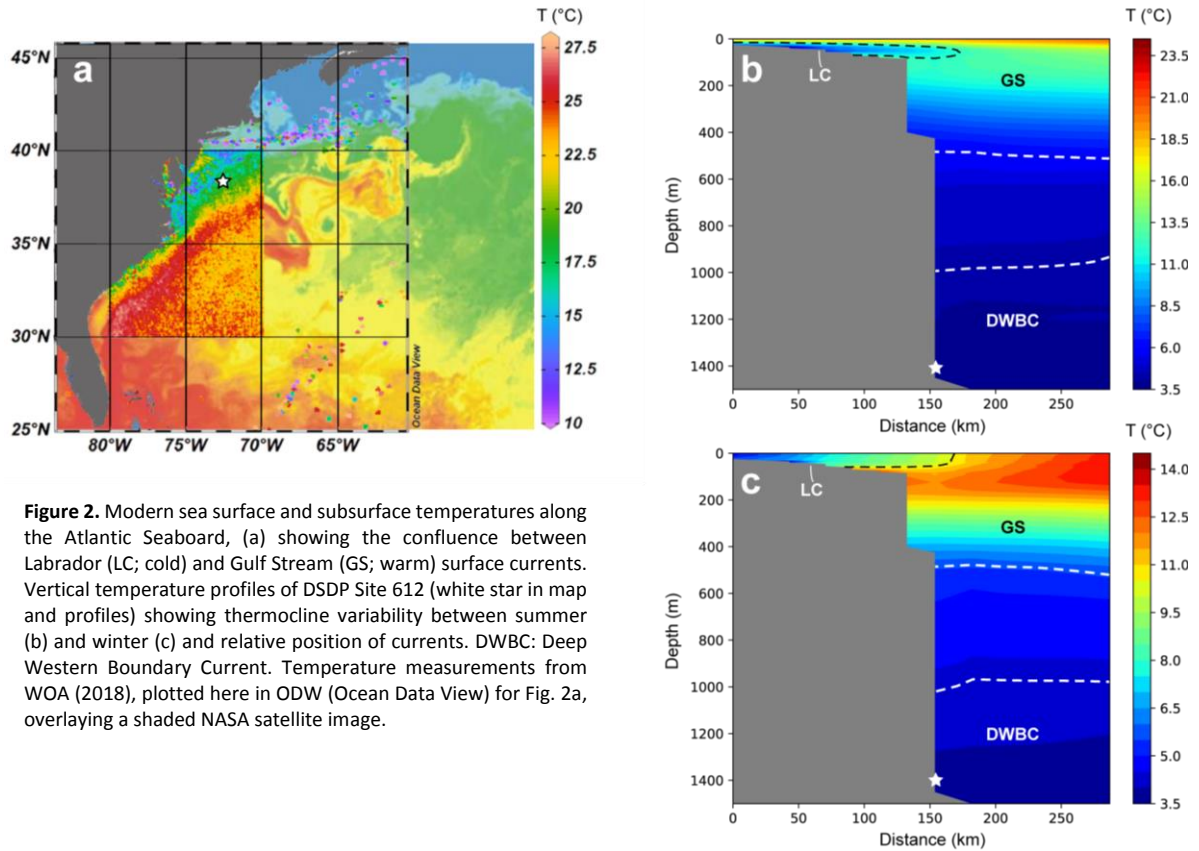 T (°C)
a
45°N
40°N
35°N
30°N
25°N
80°W
75°W
70°W
65°W
Ocean Data View
27.5
25
22.5
20
17.5
15
12.5
10
T (°C)
b
LC
GS
DWBC
0
200
400
600
800
1000
1200
1400
Depth (m)
0
50
100
150
200
250
Distance (km)
23.5
21.0
18.5
16.0
13.5
11.0
8.5
6.0
3.5
T (°C)
c
LC
GS
DWBC
0
200
400
600
800
1000
1200
1400
Depth (m)
0
50
100
150
200
250
Distance (km)
14.0
12.5
11.0
9.5
8.0
6.5
5.0
3.5
Figure 2. Modern sea surface and subsurface temperatures along
the Atlantic Seaboard, (a) showing the confluence between
Labrador (LC; cold) and Gulf Stream (GS; warm) surface currents.
Vertical temperature profiles of DSDP Site 612 (white star in map
and profiles) showing thermocline variability between summer
(b) and winter (c) and relative position of currents. DWBC: Deep
Western Boundary Current. Temperature measurements from
WOA (2018), plotted here in ODW (Ocean Data View) for Fig. 2a,
overlaying a shaded NASA satellite image.